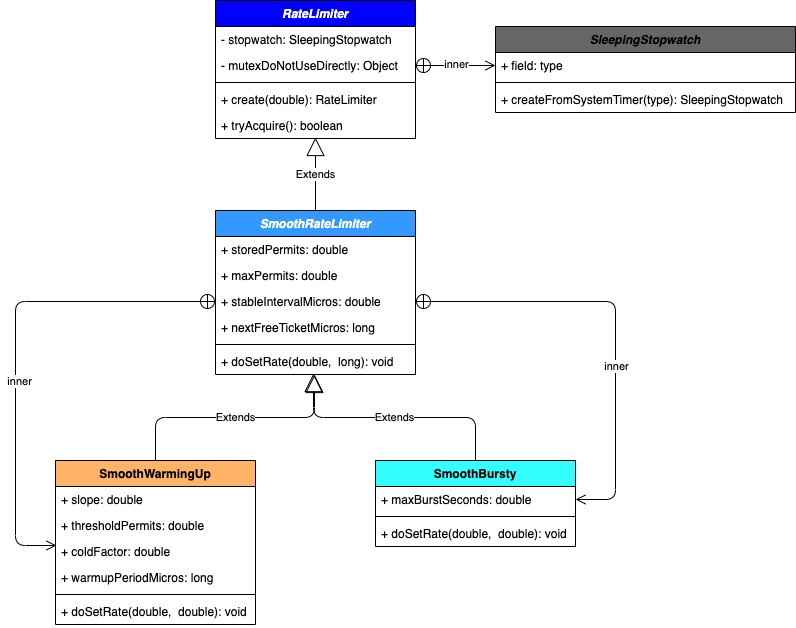 RateLimiter
- stopwatch: SleepingStopwatch
- mutexDoNotUseDirectly: Object
+ create(double): RateLimiter
+ tryAcquire(): boolean
inner
SleepingStopwatch
+ field: type
+ createFromSystemTimer(type): SleepingStopwatch
Extends
SmoothRateLimiter
+ storedPermits: double
+ maxPermits: double
+ stableIntervalMicros: double
+ nextFreeTicketMicros: long
+ doSetRate(double, long): void
inner
inner
Extends
Extends
SmoothWarmingUp
+ slope: double
+ thresholdPermits: double
+ coldFactor: double
+ warmupPeriodMicros: long
+ doSetRate(double, double): void
SmoothBursty
+ maxBurstSeconds: double
+ doSetRate(double, double): void